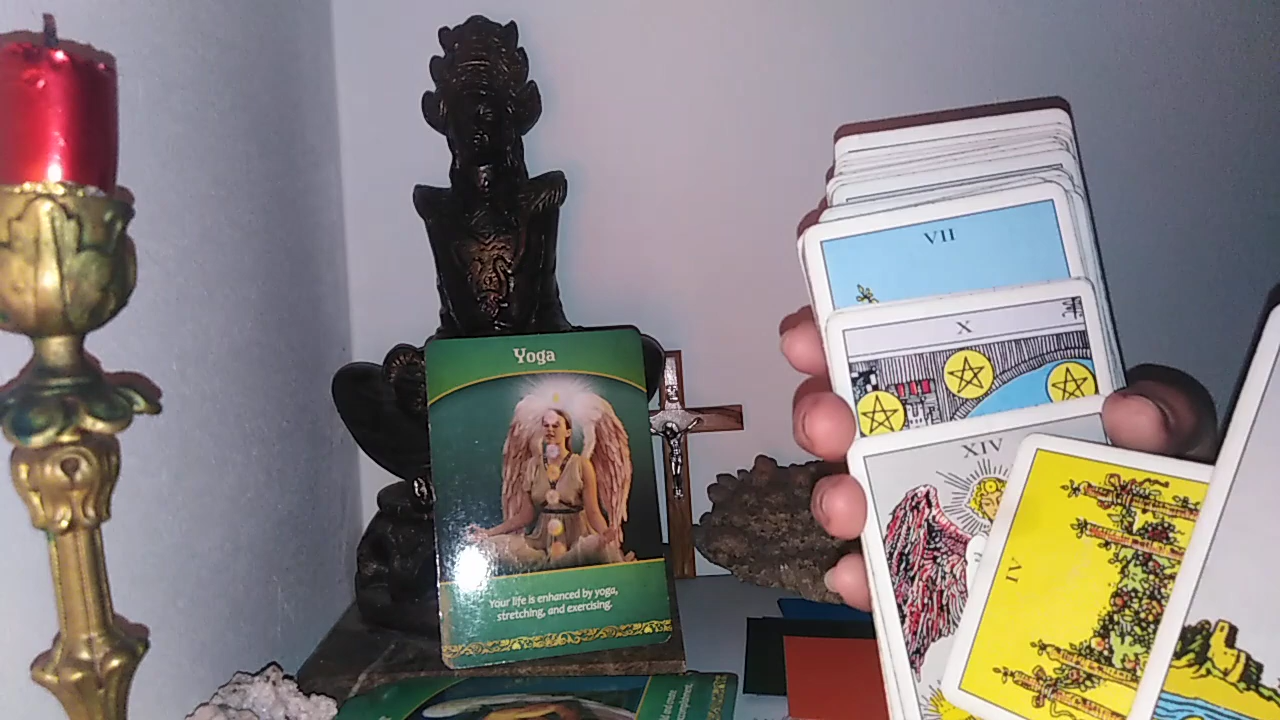 Yoga
Your life is enhanced by yoga,
stretching, and exercising.
VII
X
XIV
IV